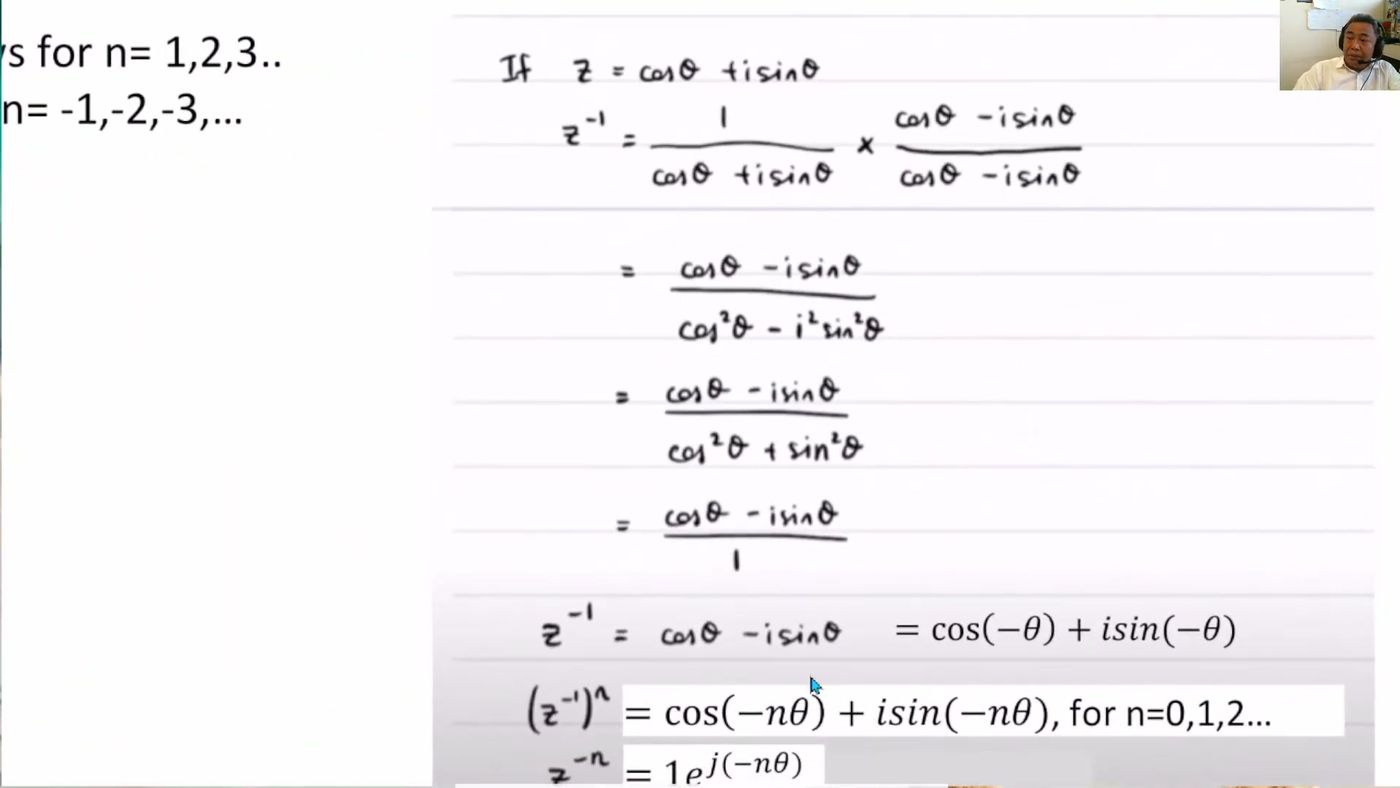 s for n= 1,2,3..
n= -1,-2,-3,...
If z = cosθ +isinθ
z⁻¹ = 1/(cosθ +isinθ) × (cosθ -isinθ)/(cosθ -isinθ)
= (cosθ -isinθ)/(cos²θ - i²sin²θ)
= (cosθ -isinθ)/(cos²θ + sin²θ)
= (cosθ -isinθ)/1
z⁻¹ = cosθ -isinθ = cos(−θ) + isin(−θ)
(z⁻¹)ⁿ = cos(−nθ) + isin(−nθ), for n=0,1,2...
z⁻ⁿ = 1e^j(−nθ)